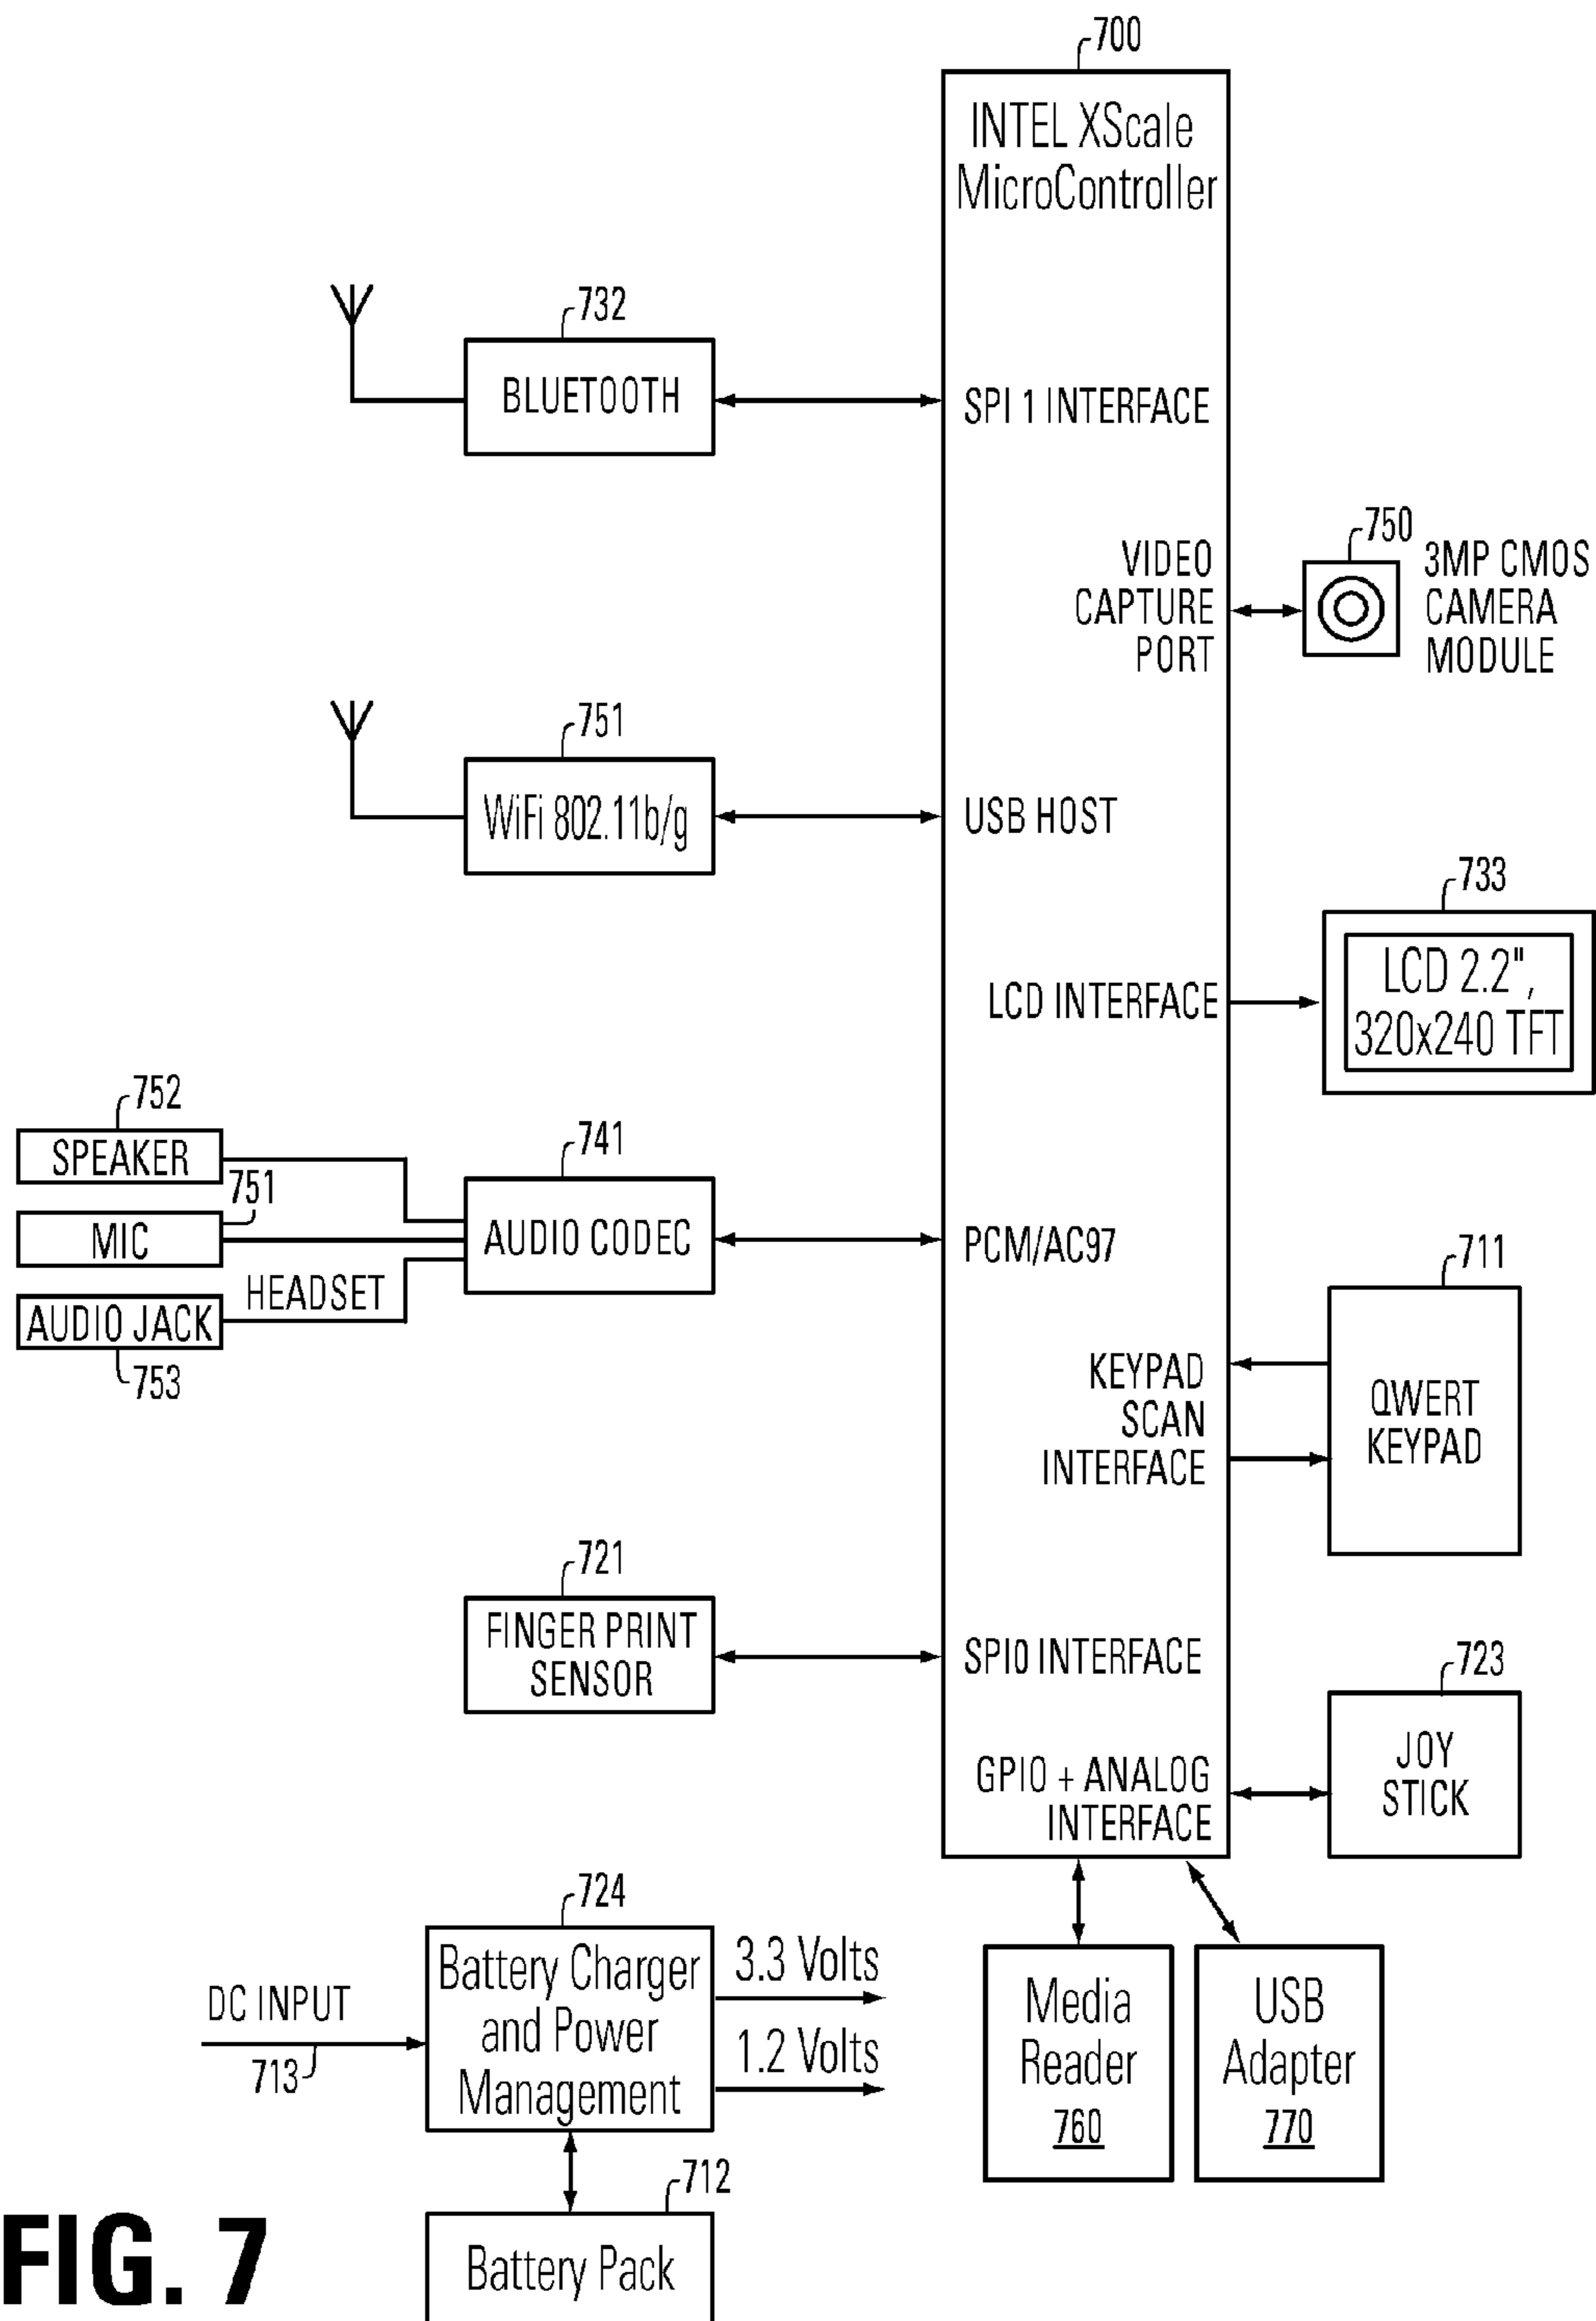 700
INTEL XScale
MicroController
732
BLUETOOTH
SPI 1 INTERFACE
750
VIDEO
CAPTURE
PORT
3MP CMOS
CAMERA
MODULE
751
WiFi 802.11b/g
USB HOST
733
LCD INTERFACE
LCD 2.2",
320x240 TFT
752
SPEAKER
751
MIC
HEADSET
AUDIO JACK
753
741
AUDIO CODEC
PCM/AC97
711
KEYPAD
SCAN
INTERFACE
QWERT
KEYPAD
721
FINGER PRINT
SENSOR
SPI0 INTERFACE
723
GPIO + ANALOG
INTERFACE
JOY
STICK
724
DC INPUT
713
Battery Charger
and Power
Management
3.3 Volts
1.2 Volts
Media
Reader
760
USB
Adapter
770
712
Battery Pack
FIG. 7